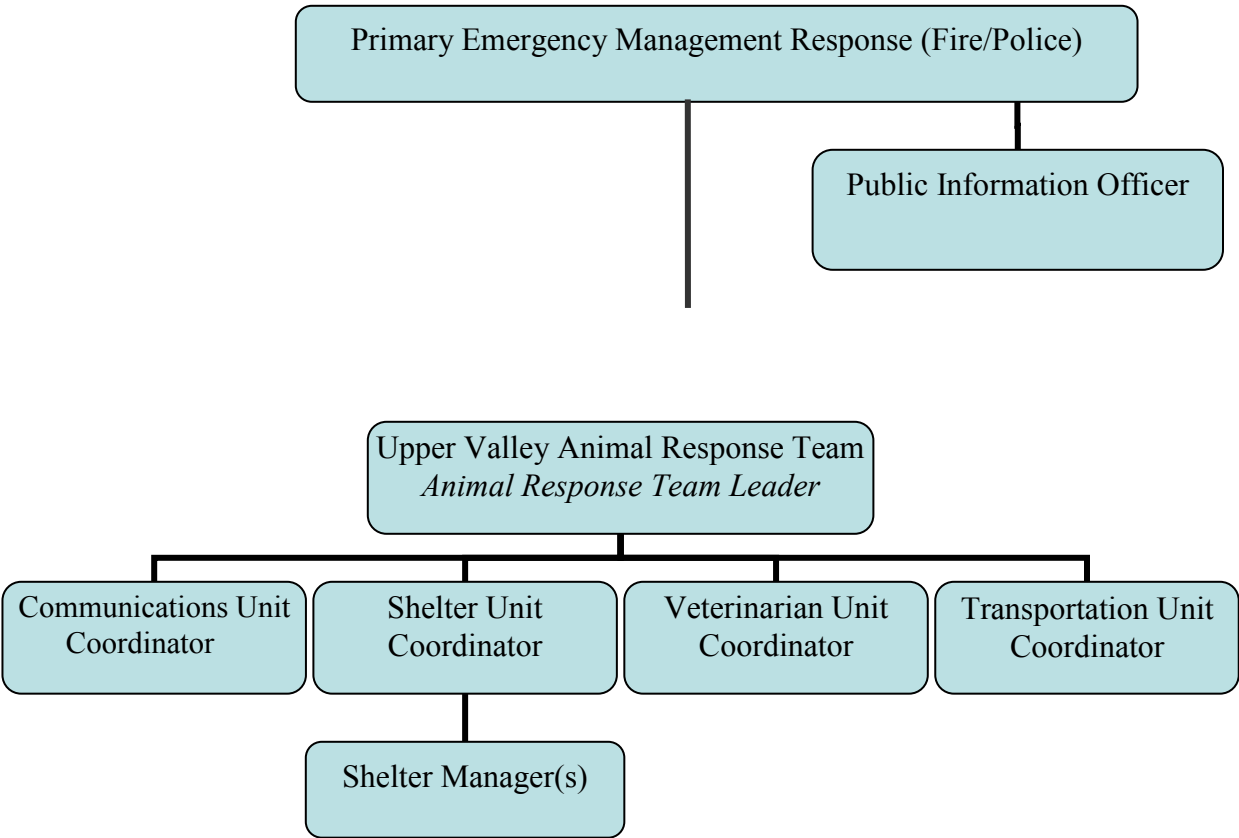 Primary Emergency Management Response (Fire/Police)
Public Information Officer
Upper Valley Animal Response Team
Animal Response Team Leader
Communications Unit
Coordinator
Shelter Unit
Coordinator
Veterinarian Unit
Coordinator
Transportation Unit
Coordinator
Shelter Manager(s)